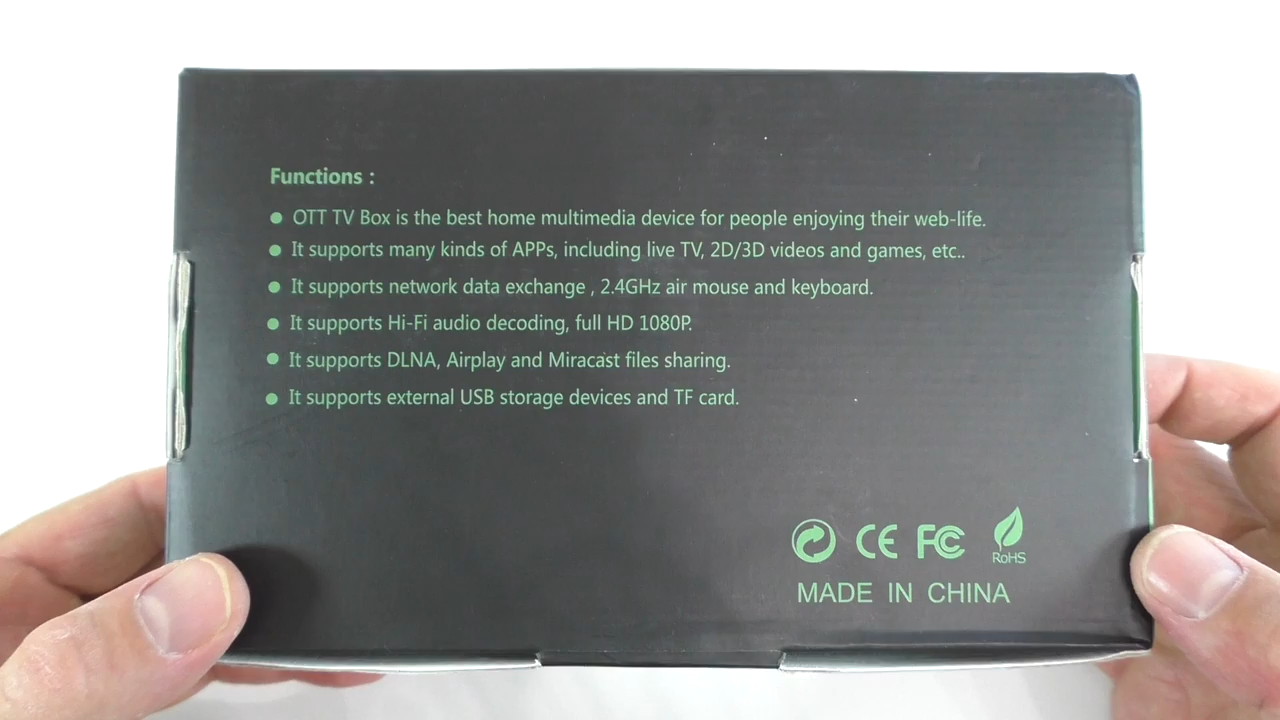 Functions :
● OTT TV Box is the best home multimedia device for people enjoying their web-life.
● It supports many kinds of APPs, including live TV, 2D/3D videos and games, etc..
● It supports network data exchange , 2.4GHz air mouse and keyboard.
● It supports Hi-Fi audio decoding, full HD 1080P.
● It supports DLNA, Airplay and Miracast files sharing.
● It supports external USB storage devices and TF card.
CE FC RoHS
MADE IN CHINA